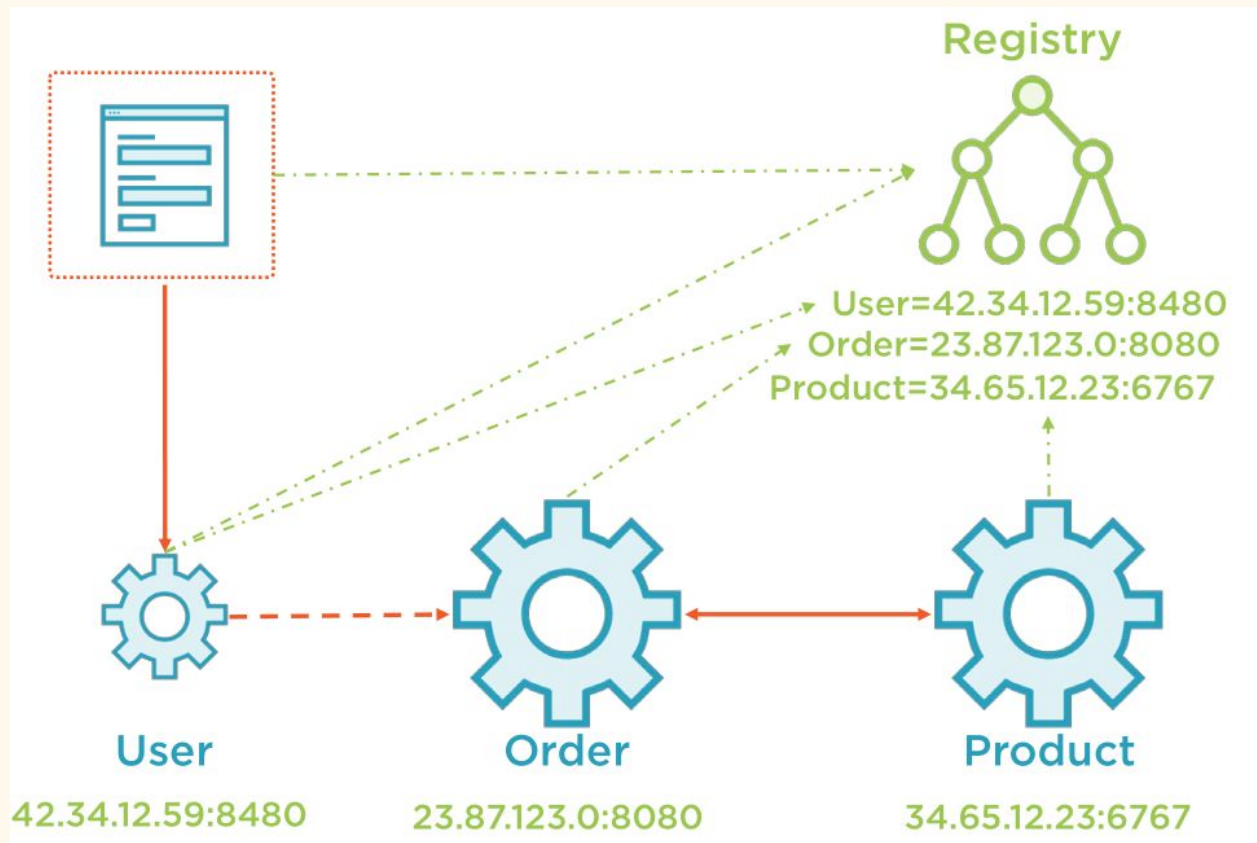 Registry
User=42.34.12.59:8480
Order=23.87.123.0:8080
Product=34.65.12.23:6767
User
Order
Product
42.34.12.59:8480
23.87.123.0:8080
34.65.12.23:6767